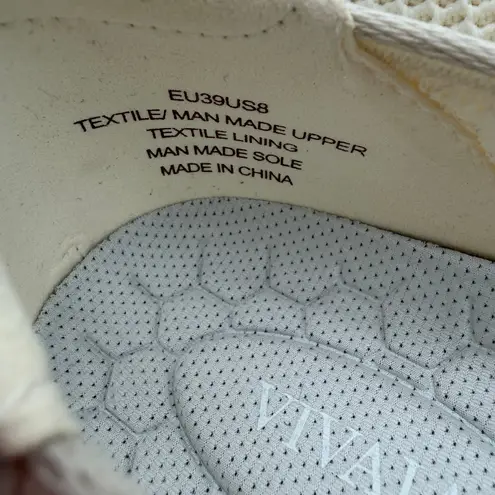 EU39US8
TEXTILE/ MAN MADE UPPER
TEXTILE LINING
MAN MADE SOLE
MADE IN CHINA